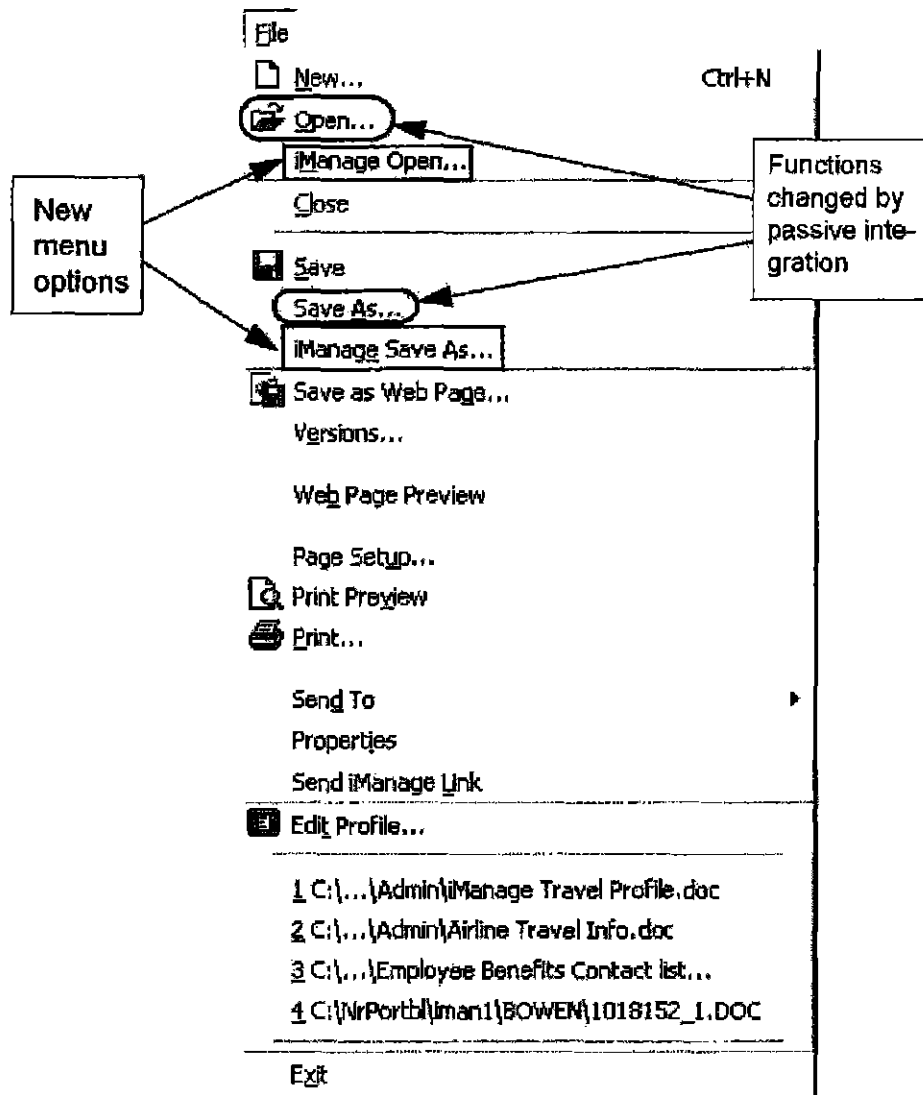 File
New... Ctrl+N
Open...
iManage Open...
Close
Save
Save As...
iManage Save As...
Save as Web Page...
Versions...
Web Page Preview
Page Setup...
Print Preview
Print...
Send To
Properties
Send iManage Link
Edit Profile...
1 C:\...\Admin\iManage Travel Profile.doc
2 C:\...\Admin\Airline Travel Info.doc
3 C:\...\Employee Benefits Contact list...
4 C:\NrPortbl\iman1\BOWEN\1018152_1.DOC
Exit
New
menu
options
Functions
changed by
passive inte-
gration